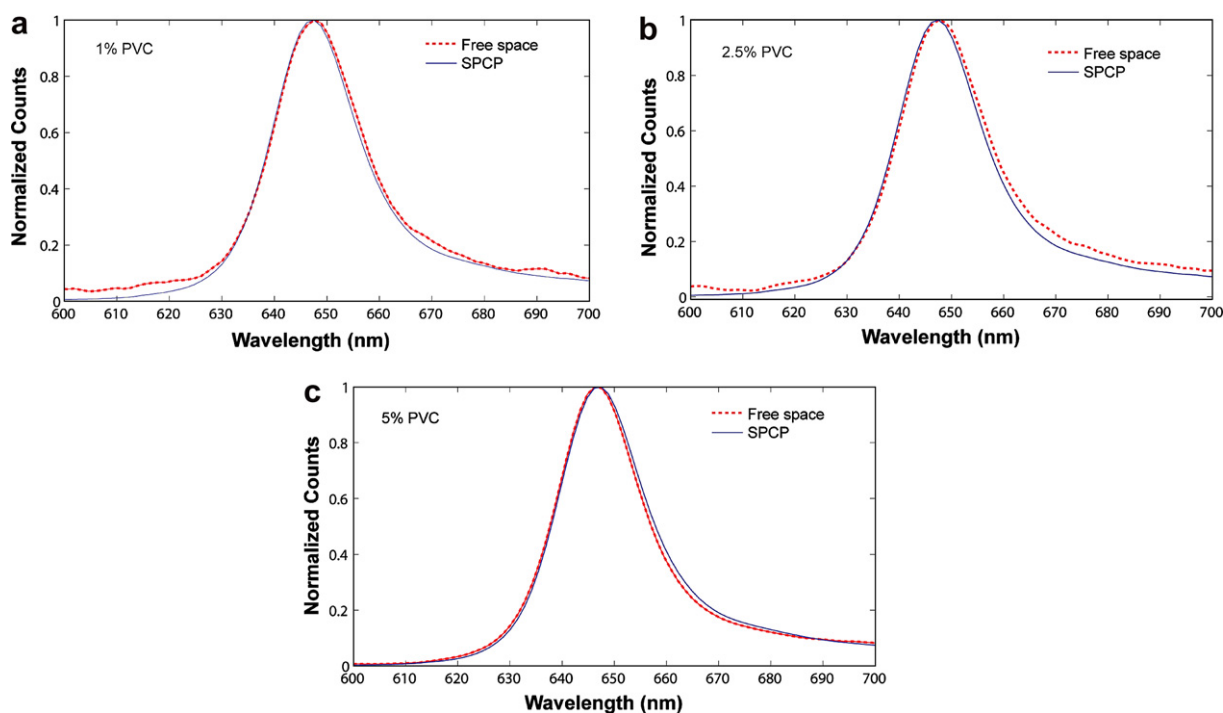 a
1% PVC
Free space
SPCP
Normalized Counts
1
0.8
0.6
0.4
0.2
0
600 610 620 630 640 650 660 670 680 690 700
Wavelength (nm)
b
2.5% PVC
Free space
SPCP
Normalized Counts
1
0.8
0.6
0.4
0.2
0
600 610 620 630 640 650 660 670 680 690 700
Wavelength (nm)
c
5% PVC
Free space
SPCP
Normalized Counts
1
0.8
0.6
0.4
0.2
0
600 610 620 630 640 650 660 670 680 690 700
Wavelength (nm)